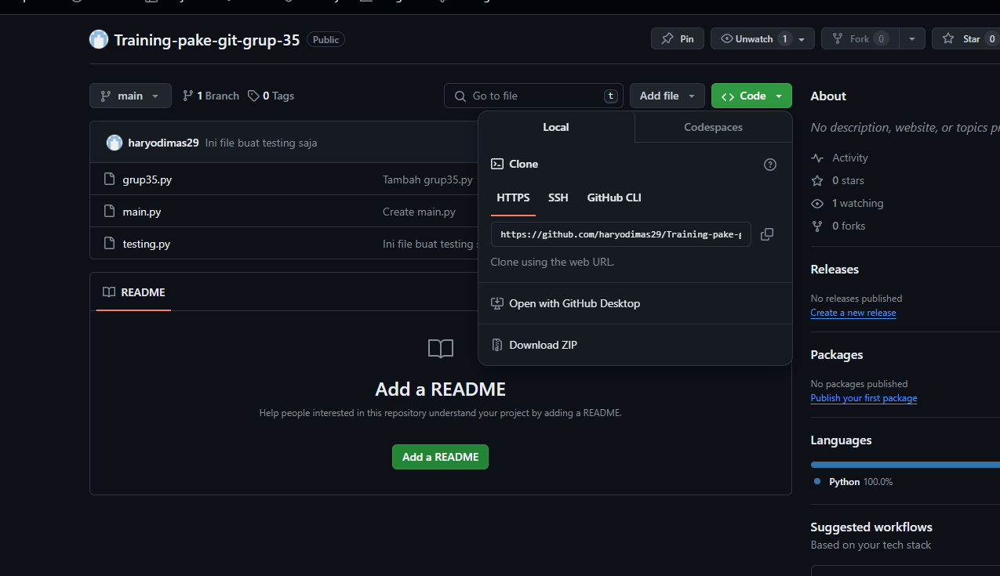 Training-pake-git-grup-35 Public Pin Unwatch 1 Fork 0 Star 0
main 1 Branch 0 Tags Go to file t Add file Code
About
Local Codespaces
No description, website, or topics
haryodimas29 Ini file buat testing saja
Clone
Activity
grup35.py Tambah grup35.py
0 stars
HTTPS SSH GitHub CLI
1 watching
main.py Create main.py
0 forks
https://github.com/haryodimas29/Training-pake-g
testing.py Ini file buat testing
Clone using the web URL.
Releases
README
No releases published
Open with GitHub Desktop
Create a new release
Download ZIP
Packages
No packages published
Add a README
Publish your first package
Help people interested in this repository understand your project by adding a README.
Languages
Add a README
Python 100.0%
Suggested workflows
Based on your tech stack